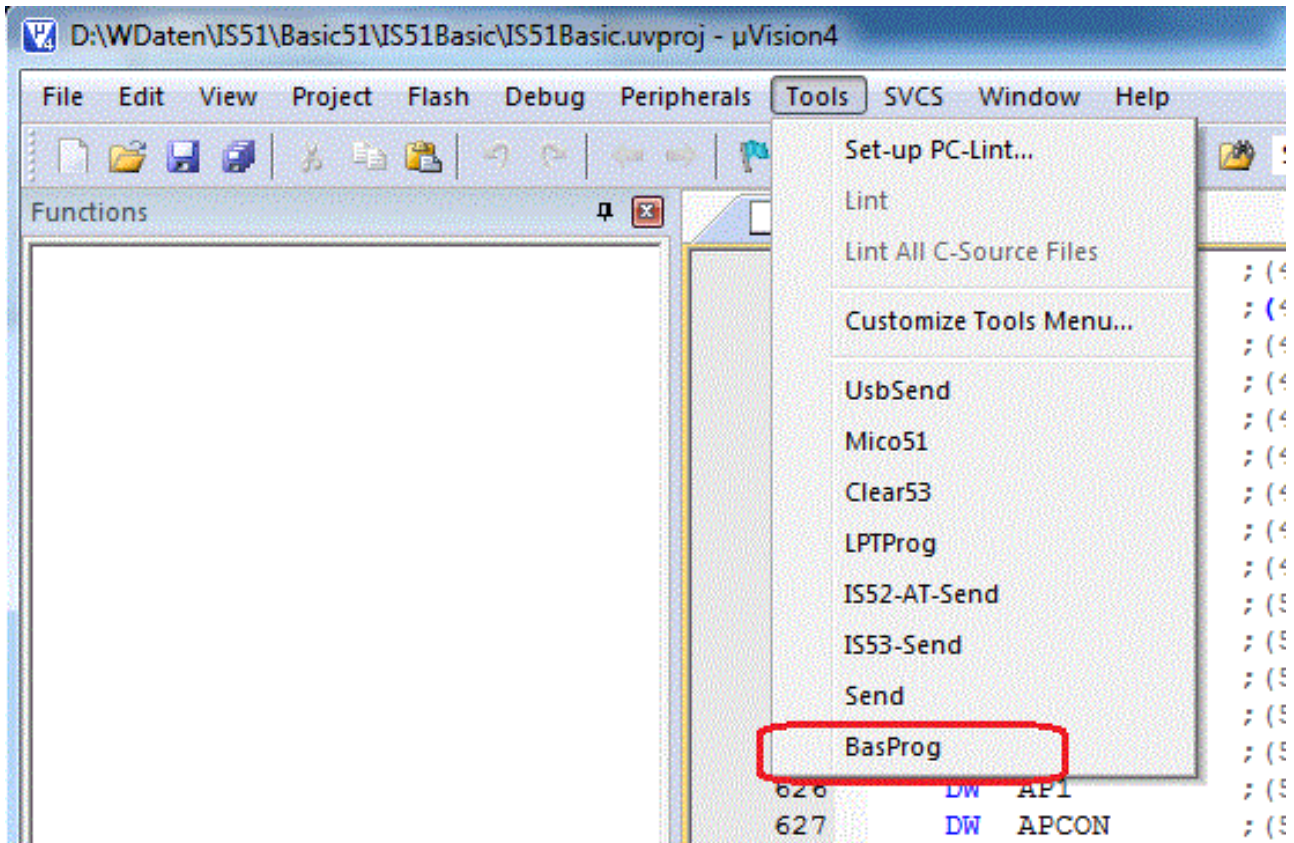 D:\WDaten\IS51\Basic51\IS51Basic\IS51Basic.uvproj - µVision4
File Edit View Project Flash Debug Peripherals Tools SVCS Window Help
Functions
Set-up PC-Lint...
Lint
Lint All C-Source Files
Customize Tools Menu...
UsbSend
Mico51
Clear53
LPTProg
IS52-AT-Send
IS53-Send
Send
BasProg
626 DW AP1
627 DW APCON